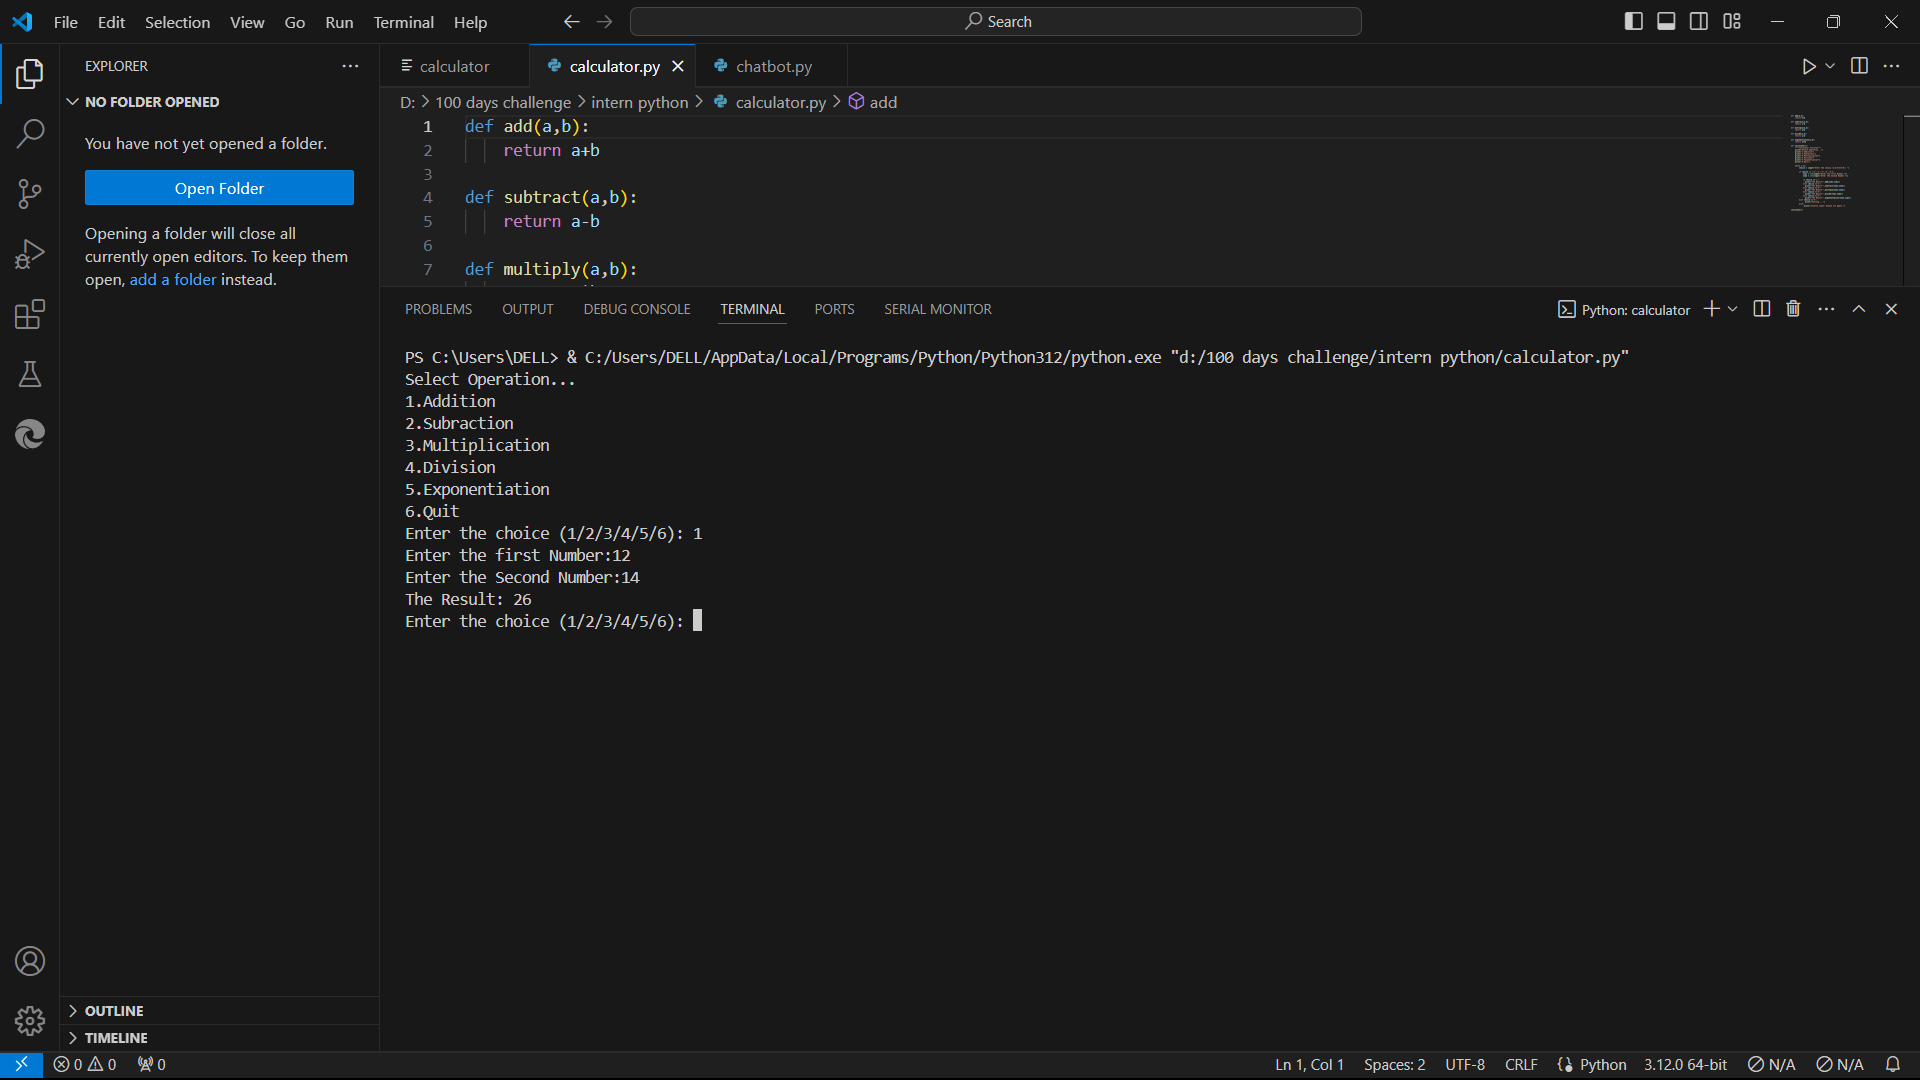 File Edit Selection View Go Run Terminal Help
Search
EXPLORER
NO FOLDER OPENED
You have not yet opened a folder.
Open Folder
Opening a folder will close all
currently open editors. To keep them
open, add a folder instead.
OUTLINE
TIMELINE
calculator calculator.py chatbot.py
D: > 100 days challenge > intern python > calculator.py > add
1 def add(a,b):
2 return a+b
3
4 def subtract(a,b):
5 return a-b
6
7 def multiply(a,b):
PROBLEMS OUTPUT DEBUG CONSOLE TERMINAL PORTS SERIAL MONITOR
Python: calculator
PS C:\Users\DELL> & C:/Users/DELL/AppData/Local/Programs/Python/Python312/python.exe "d:/100 days challenge/intern python/calculator.py"
Select Operation...
1.Addition
2.Subraction
3.Multiplication
4.Division
5.Exponentiation
6.Quit
Enter the choice (1/2/3/4/5/6): 1
Enter the first Number:12
Enter the Second Number:14
The Result: 26
Enter the choice (1/2/3/4/5/6):
0 0 0
Ln 1, Col 1 Spaces: 2 UTF-8 CRLF Python 3.12.0 64-bit N/A N/A